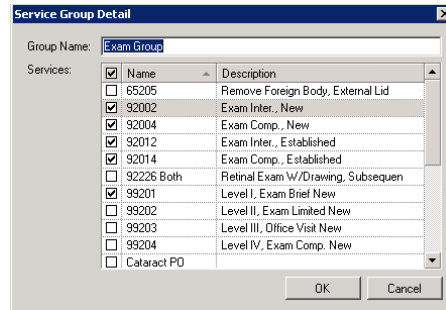 Service Group Detail
Group Name: Exam Group
Services:
Name Description
65205 Remove Foreign Body, External Lid
92002 Exam Inter., New
92004 Exam Comp., New
92012 Exam Inter., Established
92014 Exam Comp., Established
92226 Both Retinal Exam W/Drawing, Subsequen
99201 Level I, Exam Brief New
99202 Level II, Exam Limited New
99203 Level III, Office Visit New
99204 Level IV, Exam Comp. New
Cataract PO
OK Cancel